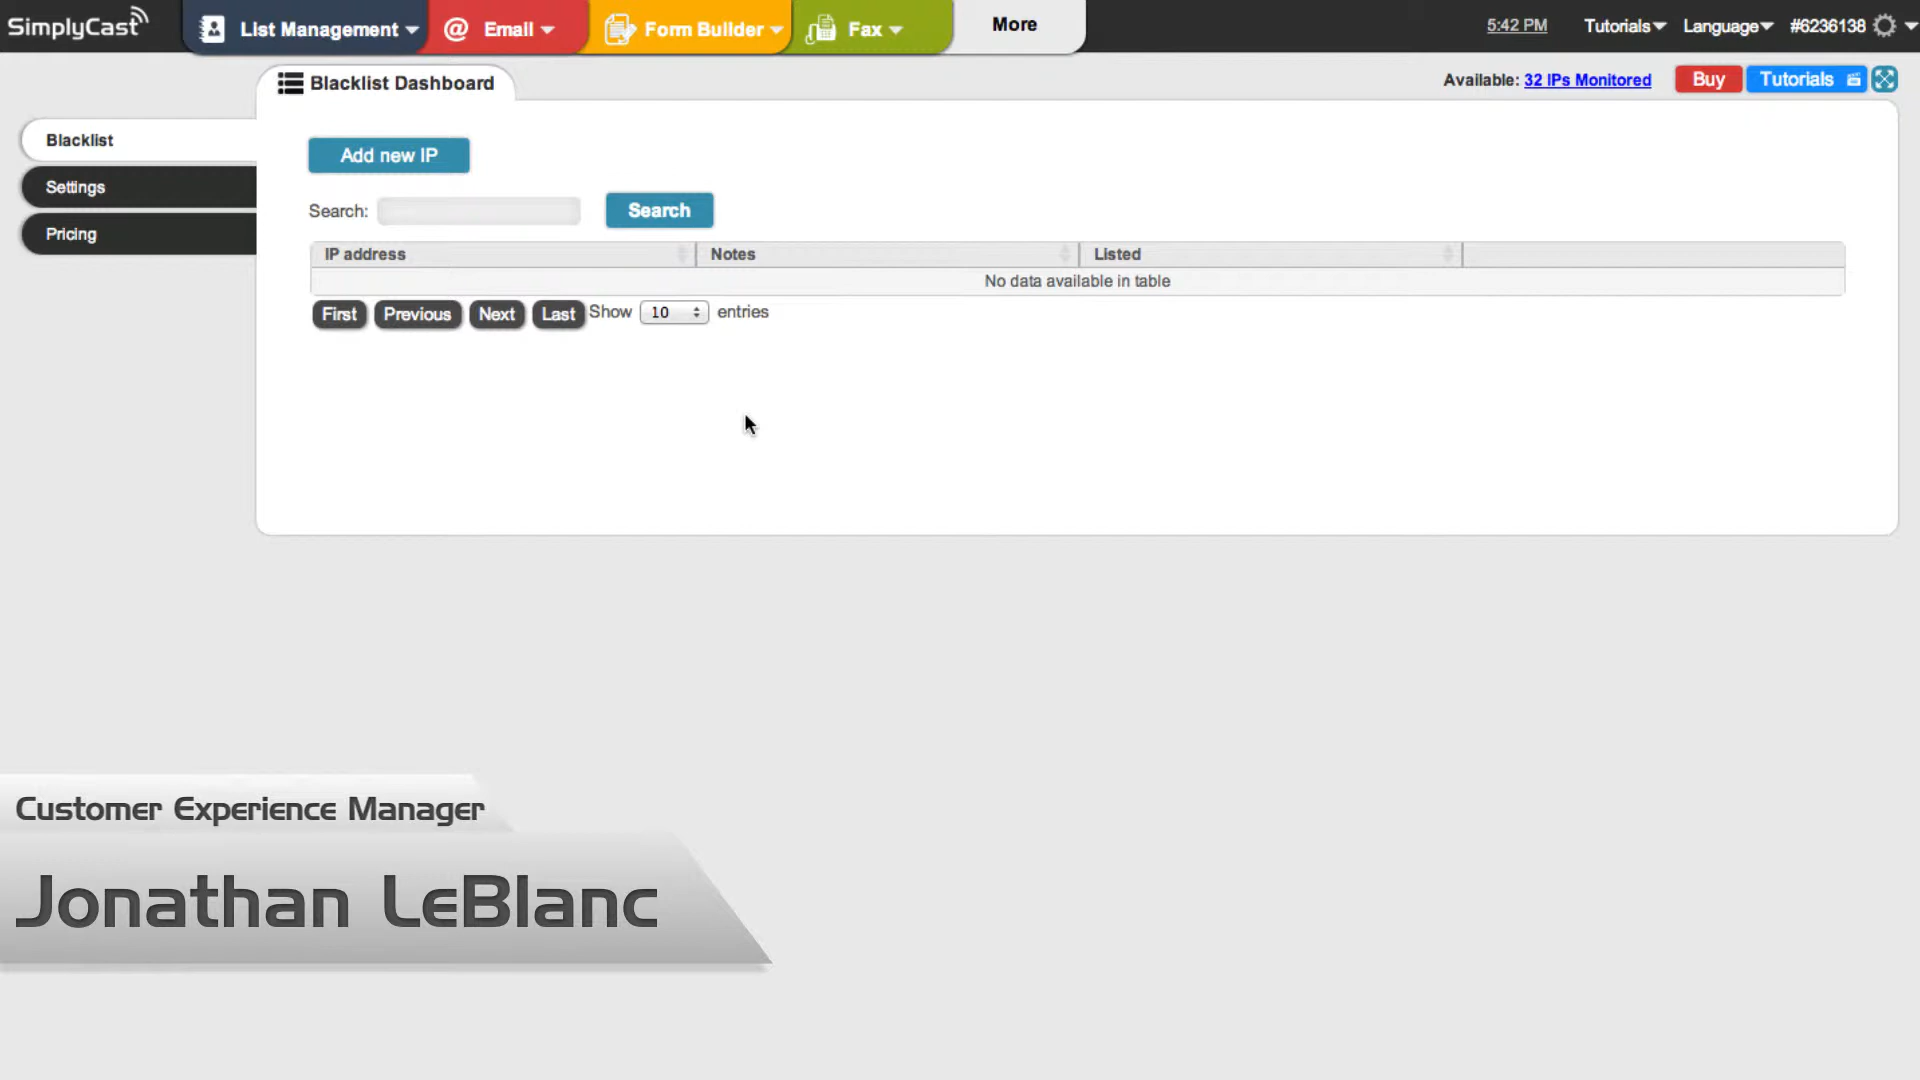 SimplyCast List Management Email Form Builder Fax More 5:42 PM Tutorials Language #6236138
Blacklist Dashboard Available: 32 IPs Monitored Buy Tutorials
Blacklist
Settings
Pricing
Add new IP
Search: Search
IP address Notes Listed
No data available in table
First Previous Next Last Show 10 entries
Customer Experience Manager
Jonathan LeBlanc